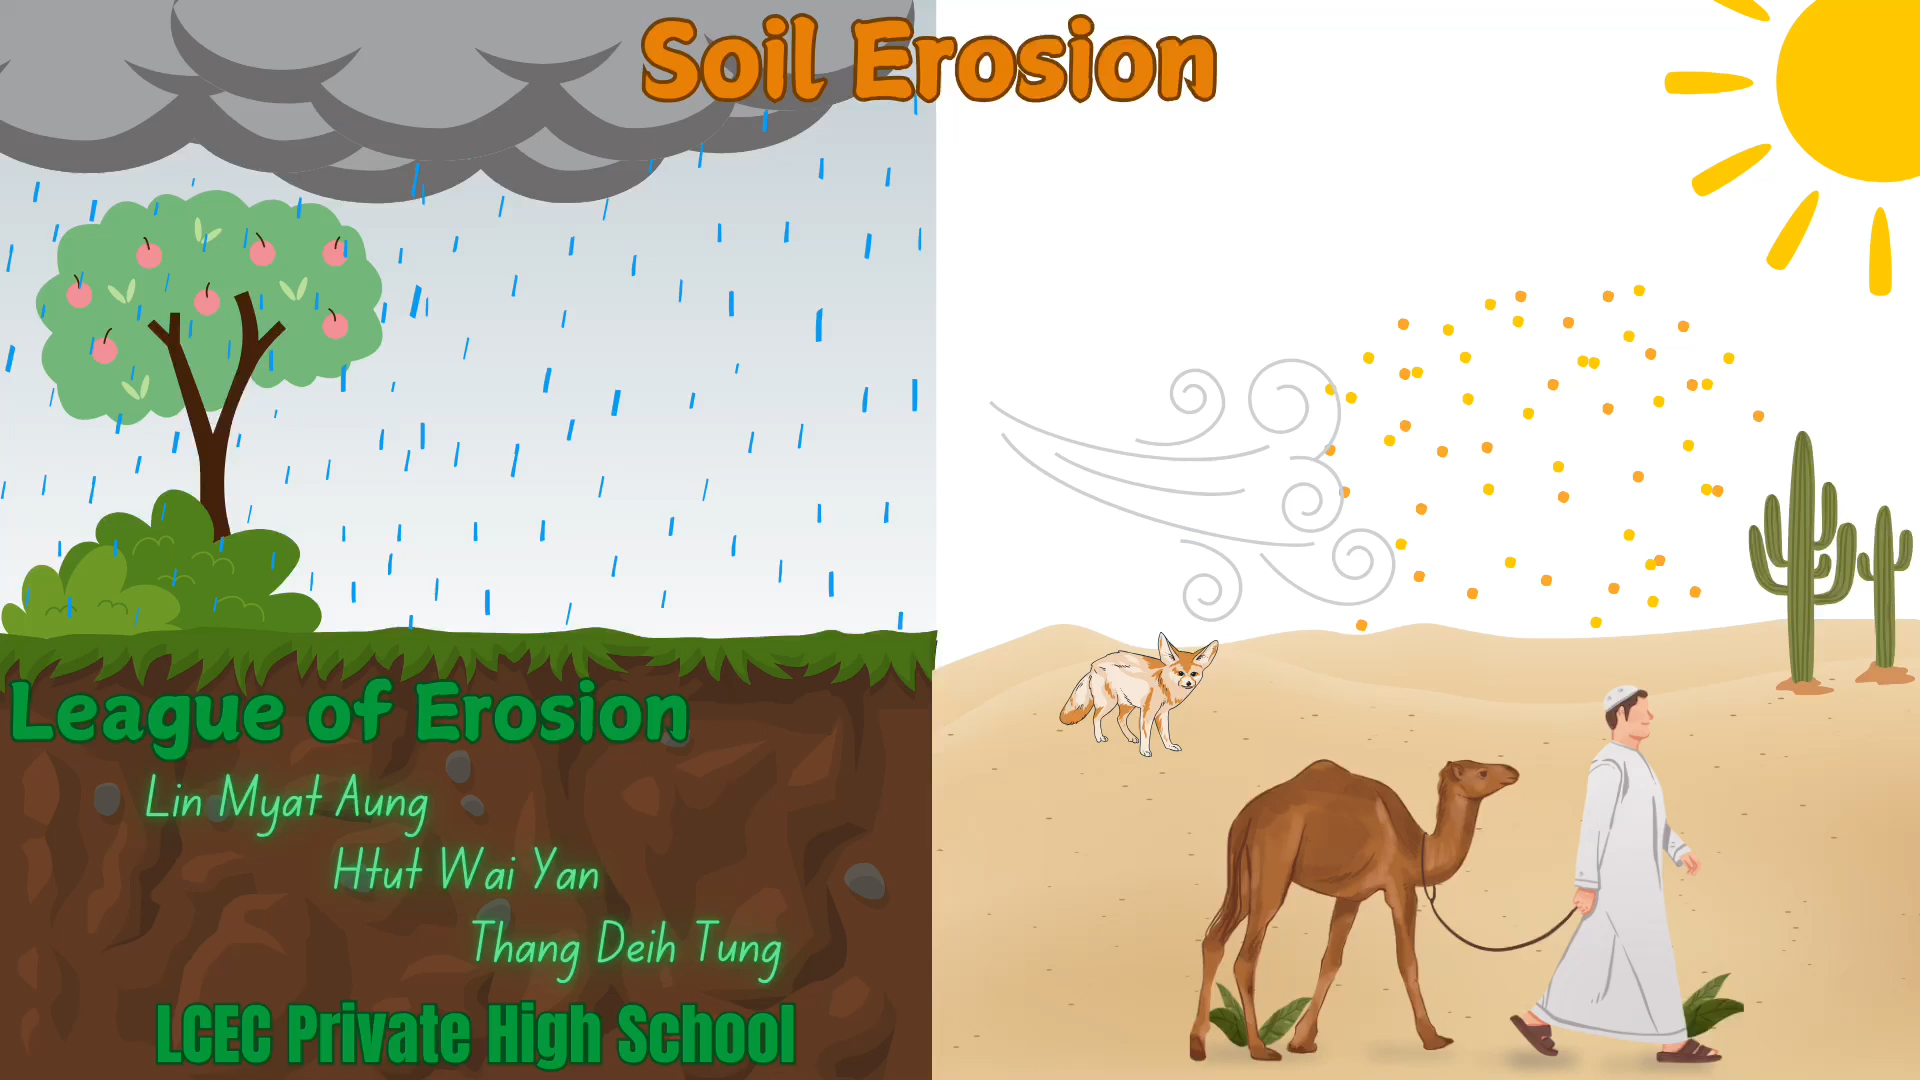 Soil Erosion
League of Erosion
Lin Myat Aung
Htut Wai Yan
Thang Deih Tung
LCEC Private High School